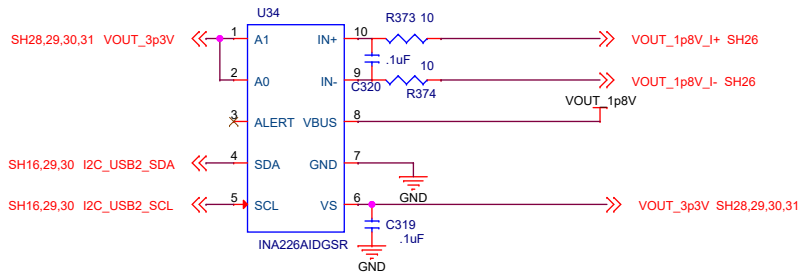 U34
R373 10
SH28,29,30,31 VOUT_3p3V
1 A1 IN+ 10
VOUT_1p8V_I+ SH26
.1uF
10
2 A0 IN- 9
VOUT_1p8V_I- SH26
C320
R374
VOUT_1p8V
3 ALERT VBUS 8
SH16,29,30 I2C_USB2_SDA
4 SDA GND 7
GND
SH16,29,30 I2C_USB2_SCL
5 SCL VS 6
VOUT_3p3V SH28,29,30,31
C319
.1uF
INA226AIDGSR
GND